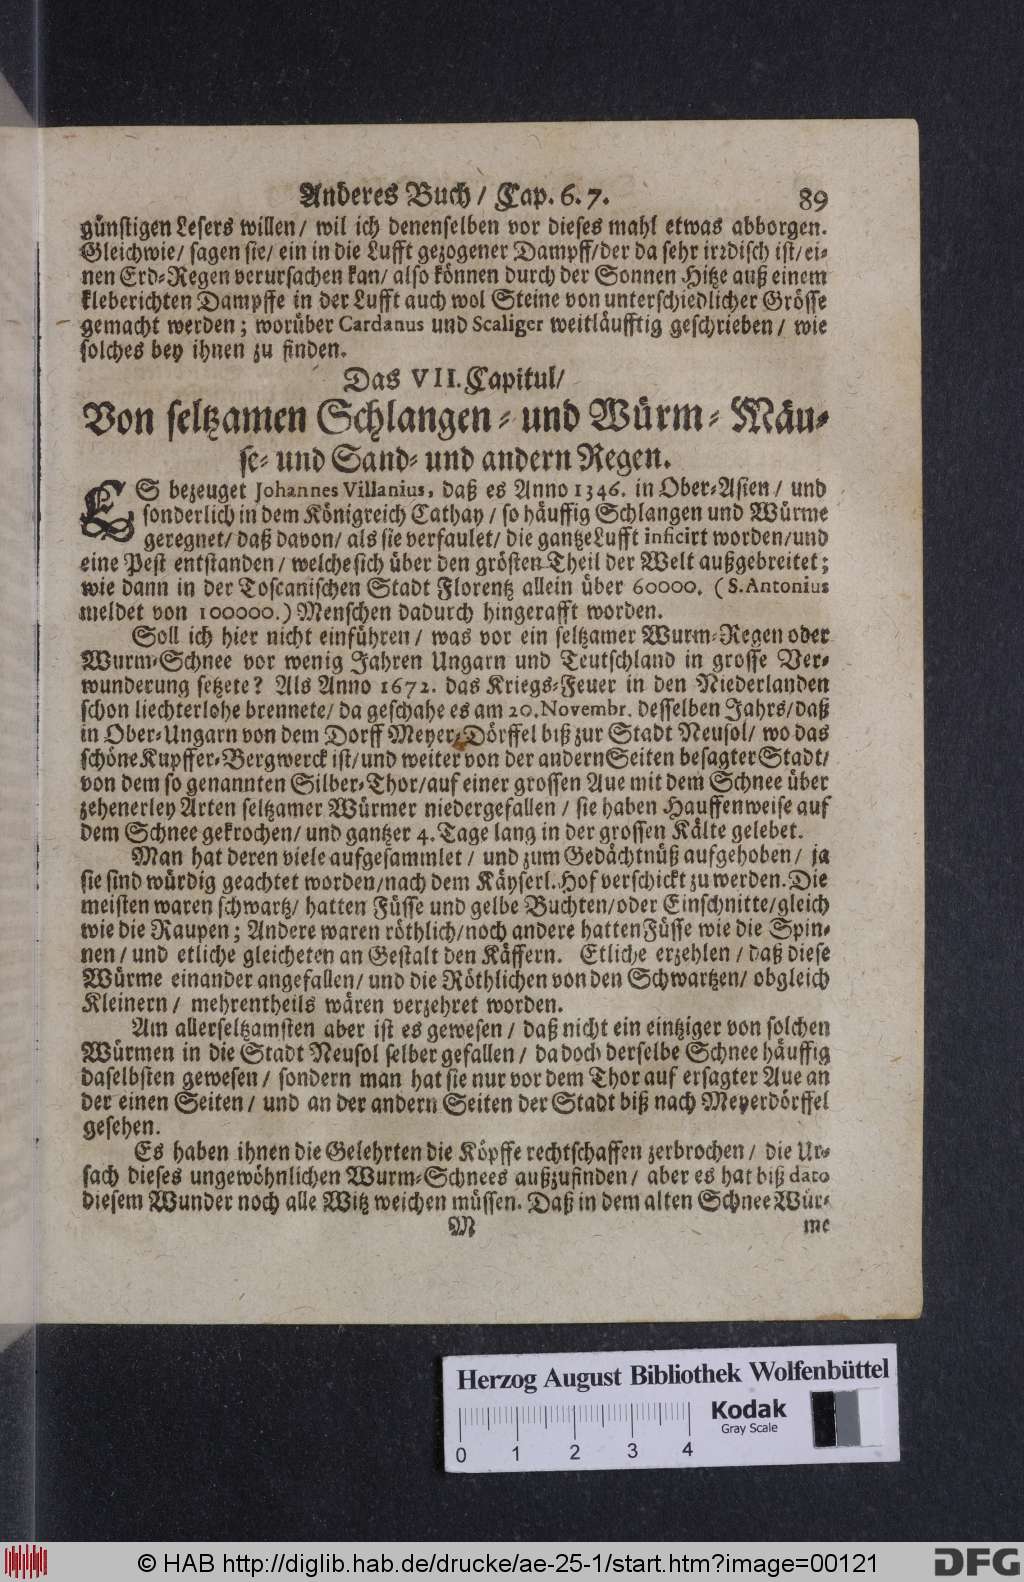 Anderes Buch / Cap. 6. 7. 89
günstigen Lesers willen / wil ich denenselben vor dieses mahl etwas abborgen.
Gleichwie / sagen sie / ein in die Lufft gezogener Dampff / der da sehr irrdisch ist / ei-
nen Erd-Regen verursachen kan / also können durch der Sonnen Hitze auß einem
kleberichten Dampffe in der Lufft auch wol Steine von unterschiedlicher Grösse
gemacht werden ; worüber Cardanus und Scaliger weitläufftig geschrieben / wie
solches bey ihnen zu finden.
Das VII. Capitul /
Von seltzamen Schlangen- und Würm- Mäu-
se- und Sand- und andern Regen.
ES bezeuget Johannes Villanius, daß es Anno 1346. in Ober-Asien / und
sonderlich in dem Königreich Cathay / so häuffig Schlangen und Würme
geregnet / daß davon / als sie verfaulet / die gantze Lufft inficirt worden / und
eine Pest entstanden / welche sich über den grösten Theil der Welt außgebreitet ;
wie dann in der Toscanischen Stadt Florentz allein über 60000. ( S. Antonius
meldet von 100000.) Menschen dadurch hingerafft worden.
Soll ich hier nicht einführen / was vor ein seltzamer Wurm-Regen oder
Wurm-Schnee vor wenig Jahren Ungarn und Teutschland in grosse Ver-
wunderung setzete? Als Anno 1672. das Kriegs-Feuer in den Niederlanden
schon liechterlohe brennete / da geschahe es am 20. Novembr. desselben Jahrs / daß
in Ober-Ungarn von dem Dorff Meyer-Dörffel biß zur Stadt Neusol / wo das
schöne Kupffer-Bergwerck ist / und weiter von der andern Seiten besagter Stadt /
von dem so genannten Silber-Thor / auf einer grossen Aue mit dem Schnee über
zehenerley Arten seltzamer Würmer niedergefallen / sie haben Hauffenweise auf
dem Schnee gekrochen / und gantzer 4. Tage lang in der grossen Kälte gelebet.
Man hat deren viele aufgesammlet / und zum Gedächtnüß aufgehoben / ja
sie sind würdig geachtet worden / nach dem Käyserl. Hof verschickt zu werden. Die
meisten waren schwartz / hatten Füsse und gelbe Buchten / oder Einschnitte / gleich
wie die Raupen ; Andere waren röthlich / noch andere hatten Füsse wie die Spin-
nen / und etliche gleicheten an Gestalt den Käffern. Etliche erzehlen / daß diese
Würme einander angefallen / und die Röthlichen von den Schwartzen / obgleich
Kleinern / mehrentheils wären verzehret worden.
Am allerseltzamsten aber ist es gewesen / daß nicht ein eintziger von solchen
Würmen in die Stadt Neusol selber gefallen / da doch derselbe Schnee häuffig
daselbsten gewesen / sondern man hat sie nur vor dem Thor auf ersagter Aue an
der einen Seiten / und an der andern Seiten der Stadt biß nach Meyerdörffel
gesehen.
Es haben ihnen die Gelehrten die Köpffe rechtschaffen zerbrochen / die Ur-
sach dieses ungewöhnlichen Wurm-Schnees außzufinden / aber es hat biß dato
diesem Wunder noch alle Witz weichen müssen. Daß in dem alten Schnee Wür-
M me
Herzog August Bibliothek Wolfenbüttel
Kodak
Gray Scale
0 1 2 3 4
© HAB http://diglib.hab.de/drucke/ae-25-1/start.htm?image=00121
DFG